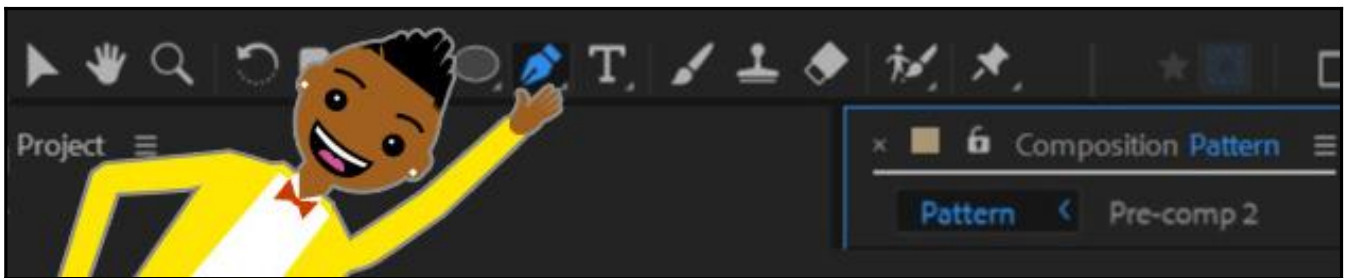 T
Project
Composition Pattern
Pattern < Pre-comp 2